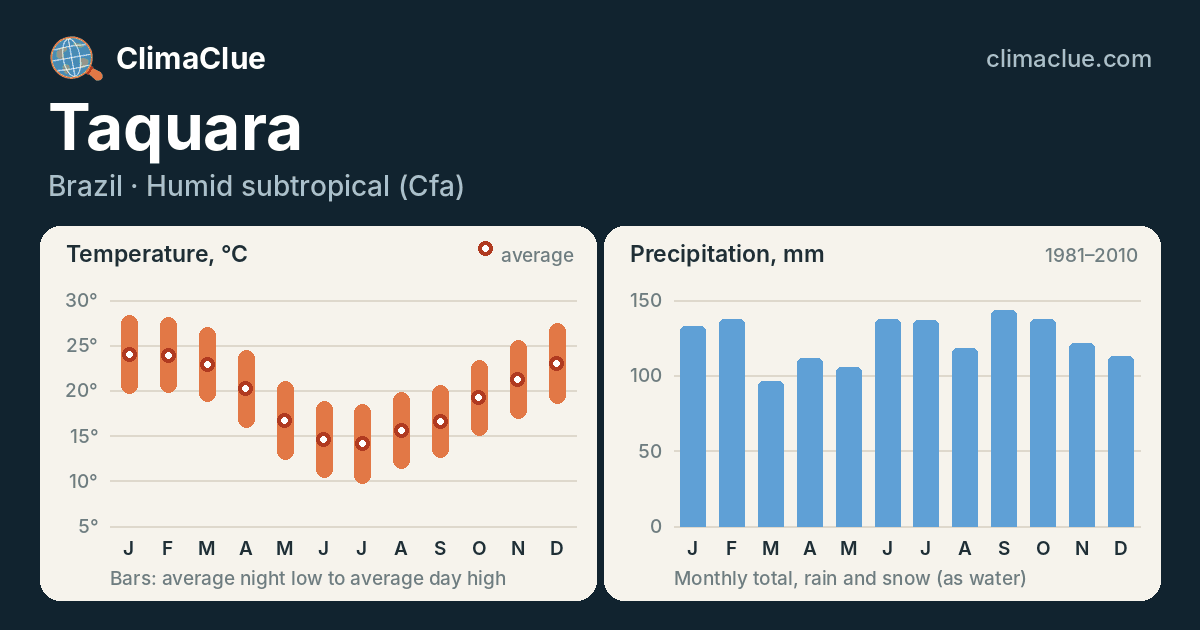 ClimaClue
climaclue.com
Taquara
Brazil · Humid subtropical (Cfa)
Temperature, °C
average
30°
25°
20°
15°
10°
5°
J F M A M J J A S O N D
Bars: average night low to average day high
Precipitation, mm
1981–2010
150
100
50
0
J F M A M J J A S O N D
Monthly total, rain and snow (as water)